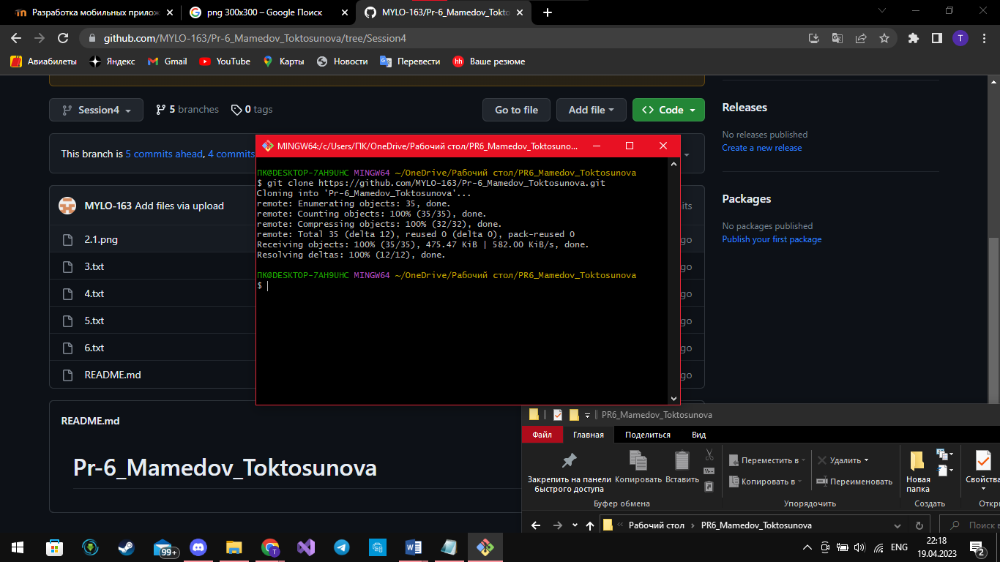 Разработка мобильных прилож
png 300x300 – Google Поиск
MYLO-163/Pr-6_Mamedov_Tokto
github.com/MYLO-163/Pr-6_Mamedov_Toktosunova/tree/Session4
T
Авиабилеты
Яндекс
Gmail
YouTube
Карты
Новости
Перевести
hh Ваше резюме
Session4
5 branches
0 tags
Go to file
Add file
<> Code
This branch is 5 commits ahead, 4 commits
MYLO-163 Add files via upload
its
2.1.png
go
3.txt
go
4.txt
go
5.txt
go
6.txt
go
README.md
go
README.md
Pr-6_Mamedov_Toktosunova
Releases
No releases published
Create a new release
Packages
No packages published
Publish your first package
MINGW64:/c/Users/ПК/OneDrive/Рабочий стол/PR6_Mamedov_Toktosuno...
ПК@DESKTOP-7AH9UHC MINGW64 ~/OneDrive/Рабочий стол/PR6_Mamedov_Toktosunova
$ git clone https://github.com/MYLO-163/Pr-6_Mamedov_Toktosunova.git
Cloning into 'Pr-6_Mamedov_Toktosunova'...
remote: Enumerating objects: 35, done.
remote: Counting objects: 100% (35/35), done.
remote: Compressing objects: 100% (32/32), done.
remote: Total 35 (delta 12), reused 0 (delta 0), pack-reused 0
Receiving objects: 100% (35/35), 475.47 KiB | 582.00 KiB/s, done.
Resolving deltas: 100% (12/12), done.
ПК@DESKTOP-7AH9UHC MINGW64 ~/OneDrive/Рабочий стол/PR6_Mamedov_Toktosunova
$
PR6_Mamedov_Toktosunova
Файл
Главная
Поделиться
Вид
Закрепить на панели
быстрого доступа
Копировать
Вставить
Буфер обмена
Переместить в
Копировать в
Удалить
Переименовать
Упорядочить
Новая
папка
Создать
Свойства
Откры
Рабочий стол › PR6_Mamedov_Toktosunova
Поиск в
99+
T
ENG
22:18
19.04.2023
2